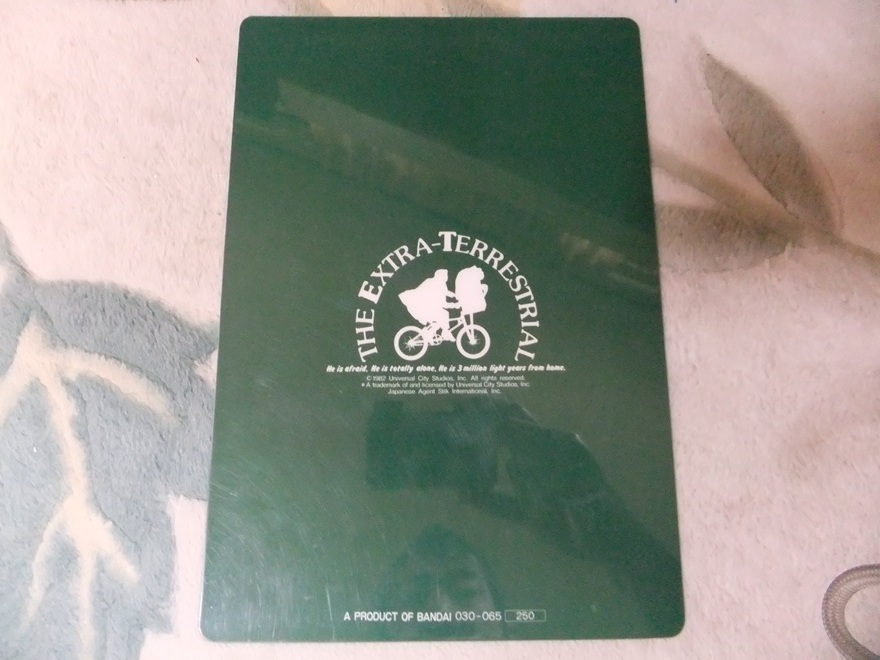 THE EXTRA-TERRESTRIAL
He is afraid. He is totally alone. He is 3 million light years from home.
©1982 Universal City Studios, Inc. All rights reserved.
* A trademark of and licensed by Universal City Studios, Inc.
Japanese Agent Stik International, Inc.
A PRODUCT OF BANDAI 030-065 250